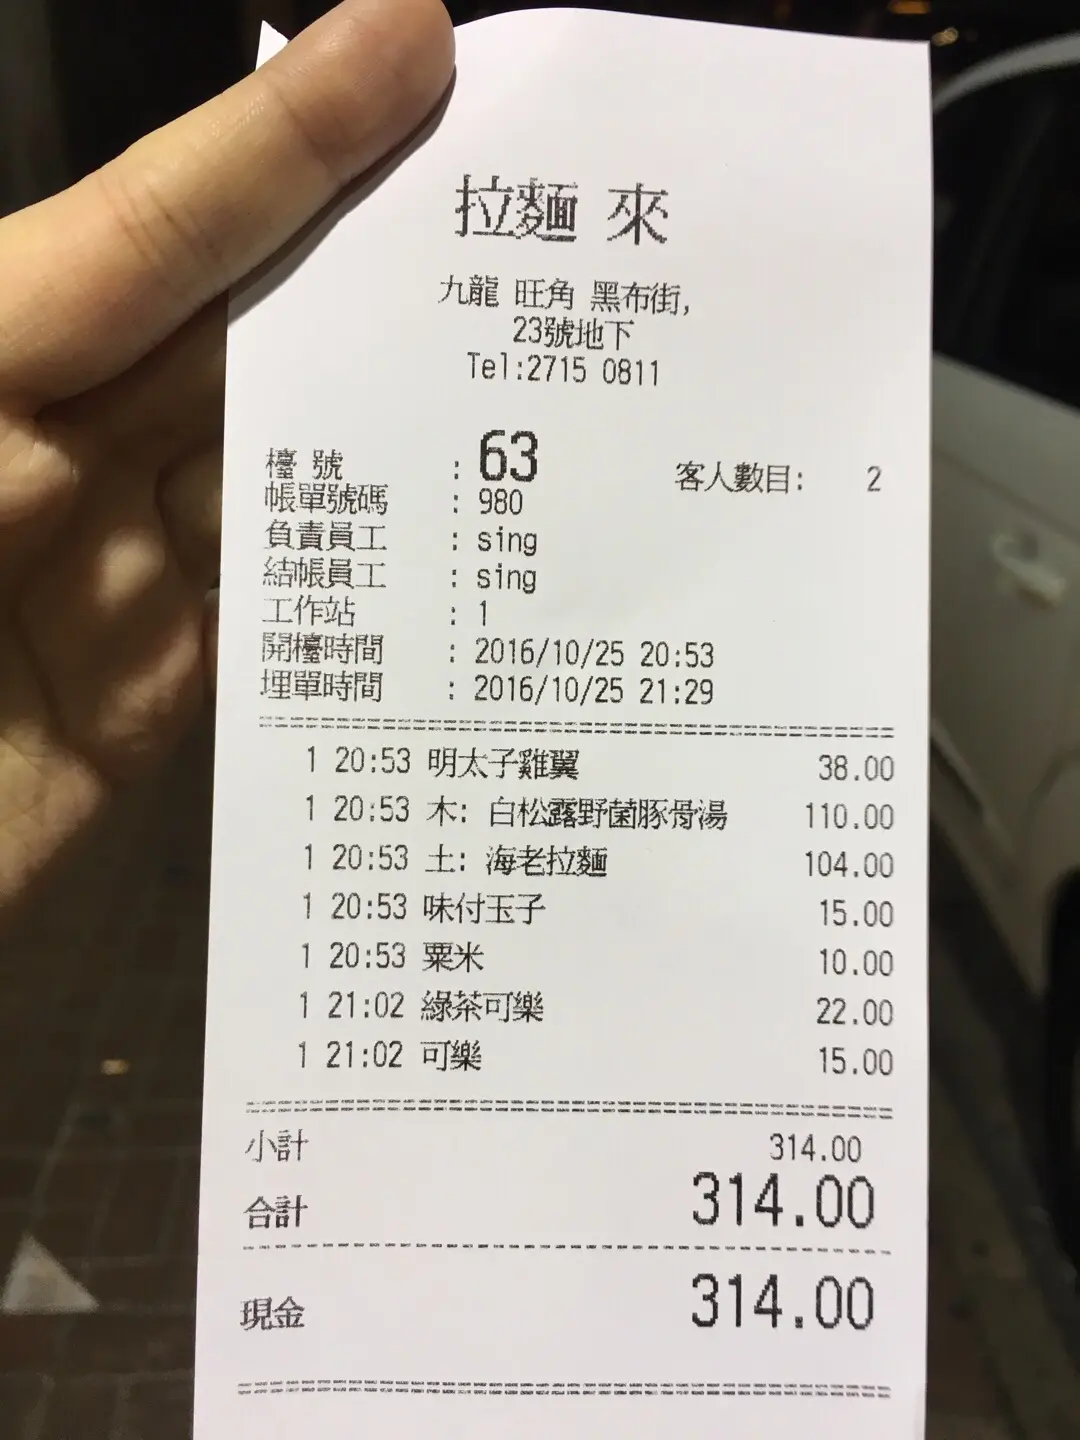 拉麵 來
九龍 旺角 黑布街,
23號地下
Tel:2715 0811
檯 號 : 63 客人數目: 2
帳單號碼 : 980
負責員工 : sing
結帳員工 : sing
工作站 : 1
開檯時間 : 2016/10/25 20:53
埋單時間 : 2016/10/25 21:29
1 20:53 明太子雞翼 38.00
1 20:53 木: 白松露野菌豚骨湯 110.00
1 20:53 土: 海老拉麵 104.00
1 20:53 味付玉子 15.00
1 20:53 粟米 10.00
1 21:02 綠茶可樂 22.00
1 21:02 可樂 15.00
小計 314.00
合計 314.00
現金 314.00